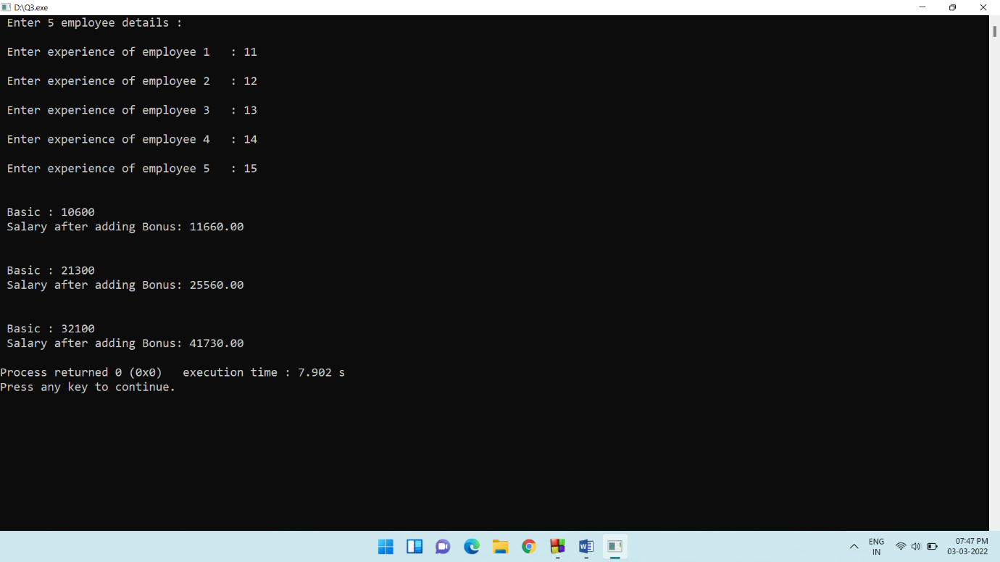 D:\Q3.exe
Enter 5 employee details :
Enter experience of employee 1 : 11
Enter experience of employee 2 : 12
Enter experience of employee 3 : 13
Enter experience of employee 4 : 14
Enter experience of employee 5 : 15
Basic : 10600
Salary after adding Bonus: 11660.00
Basic : 21300
Salary after adding Bonus: 25560.00
Basic : 32100
Salary after adding Bonus: 41730.00
Process returned 0 (0x0) execution time : 7.902 s
Press any key to continue.
ENG
IN
07:47 PM
03-03-2022